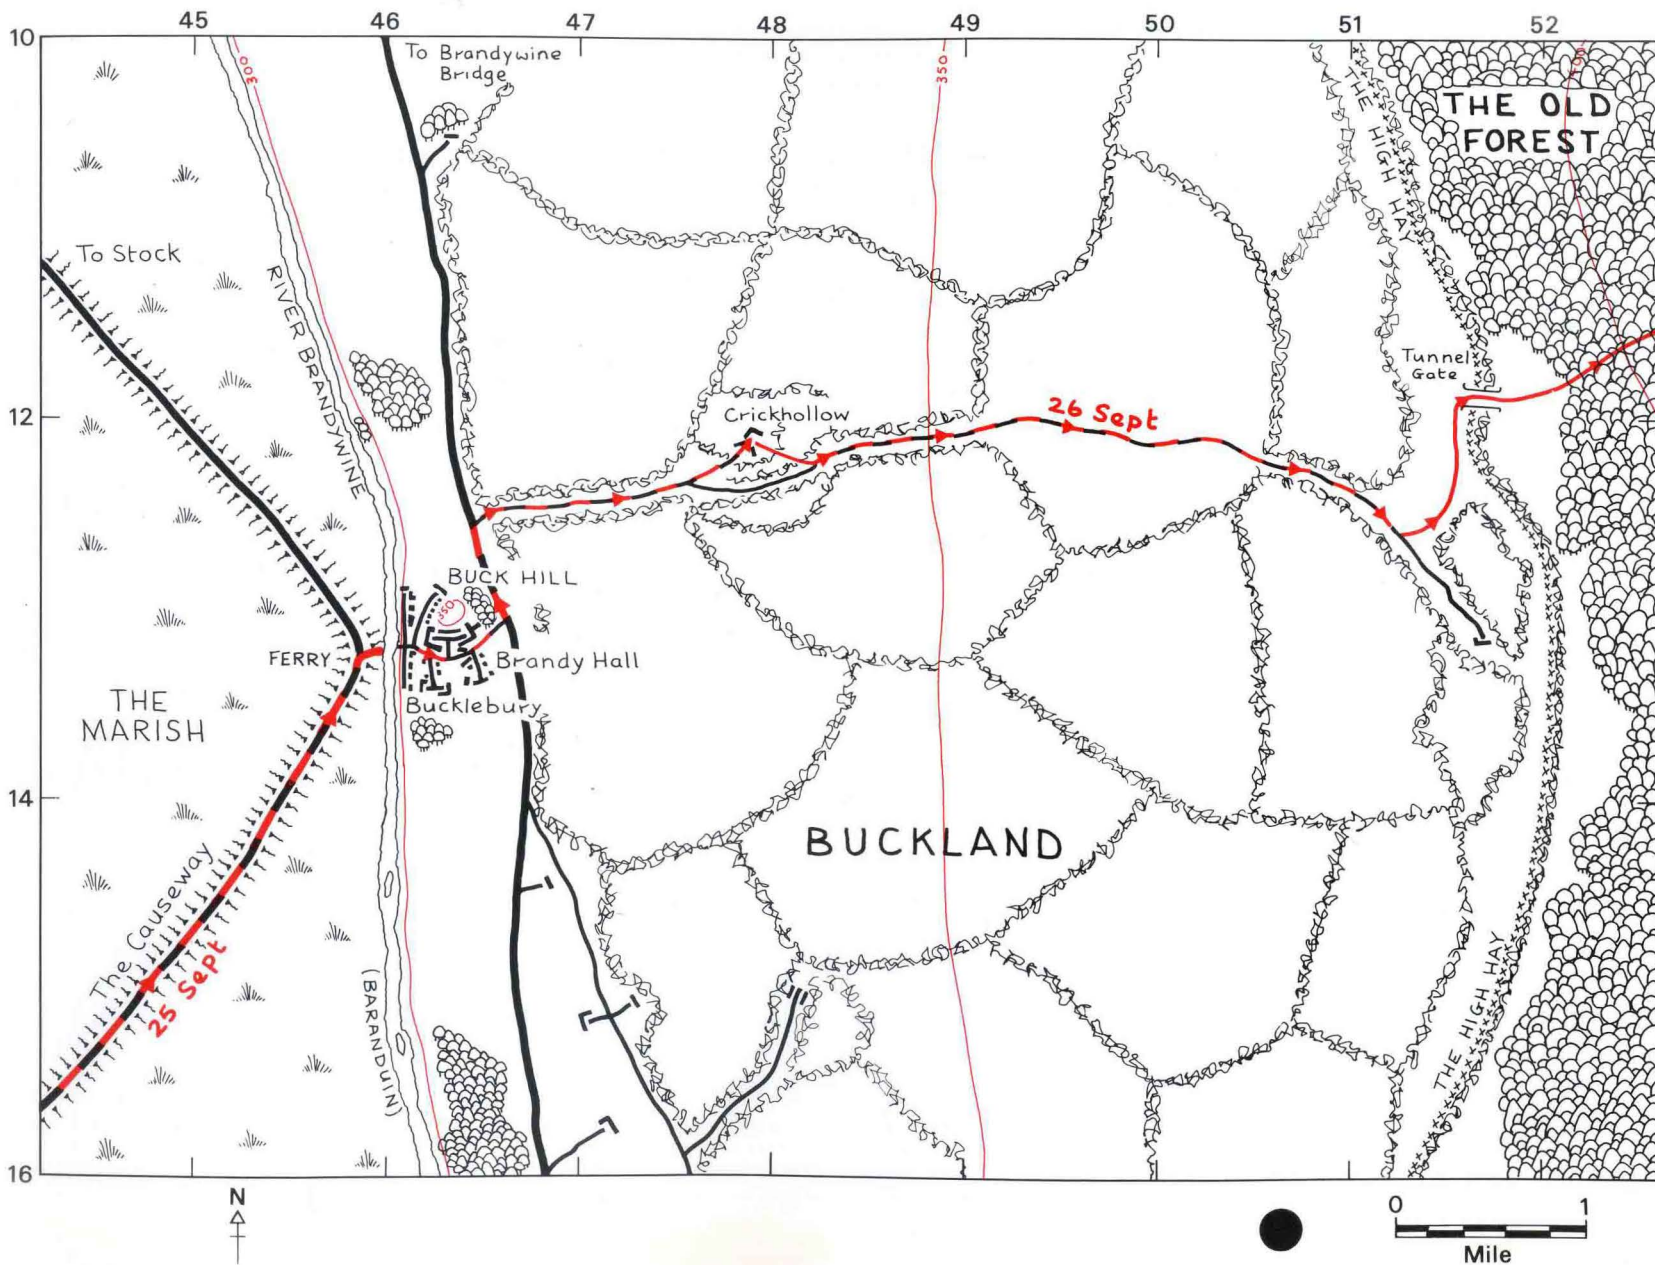 45 46 47 48 49 50 51 52
10
To Brandywine
Bridge
300
350
THE HIGH HAY
THE OLD
FOREST
To Stock
RIVER BRANDYWINE
Tunnel
Gate
12
Crickhollow
26 Sept
BUCK HILL
350
FERRY
Brandy Hall
THE
MARISH
Bucklebury
14
BUCKLAND
The Causeway
25 Sept
(BARANDUIN)
THE HIGH HAY
16
N
0 1
Mile